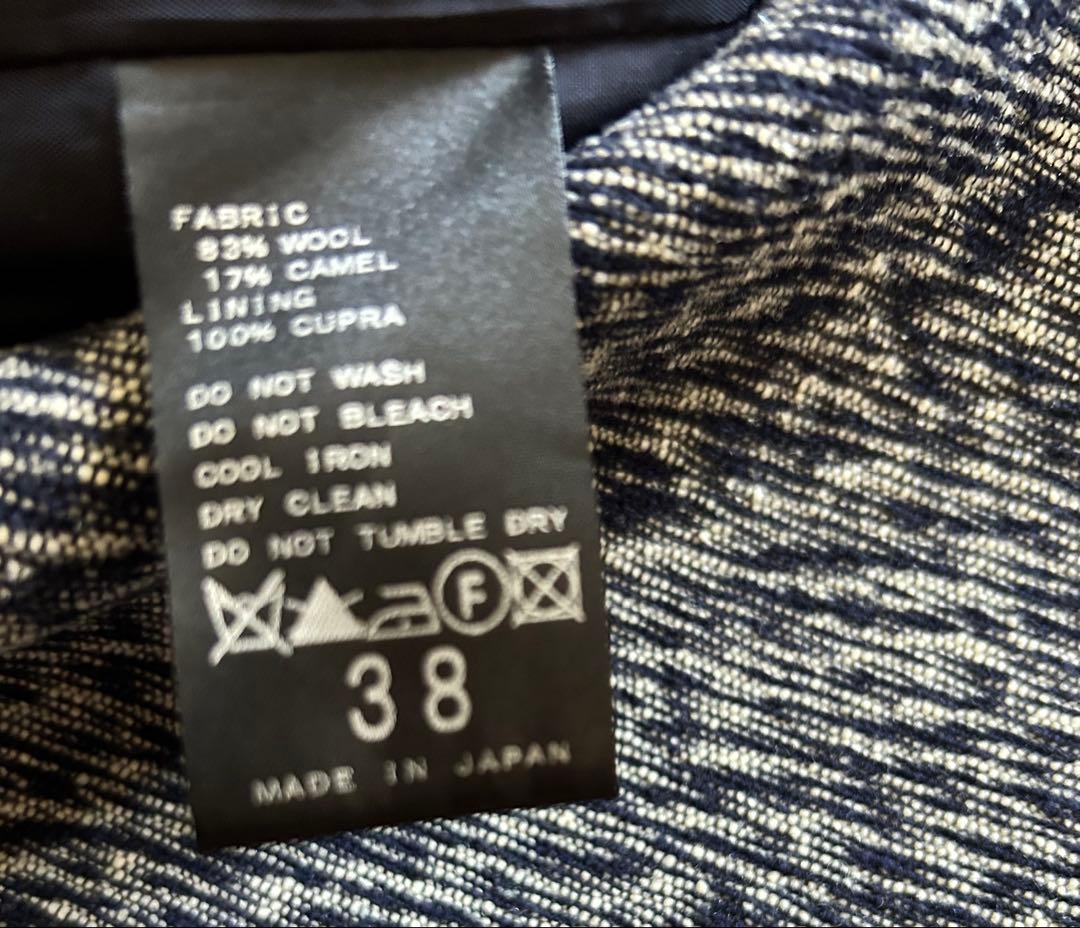 FABRIC
83% WOOL
17% CAMEL
LINING
100% CUPRA
DO NOT WASH
DO NOT BLEACH
COOL IRON
DRY CLEAN
DO NOT TUMBLE DRY
F
38
MADE IN JAPAN